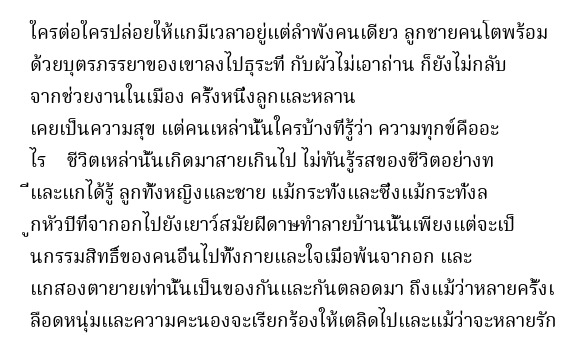 ใครต่อใครปล่อยให้แกมีเวลาอยู่แต่ลำพังคนเดียว ลูกชายคนโตพร้อม
ด้วยบุตรภรรยาของเขาลงไปธุระที่ กับผัวไม่เอาถ่าน ก็ยังไม่กลับ
จากช่วยงานในเมือง ครั้งหนึ่งลูกและหลาน
เคยเป็นความสุข แต่คนเหล่านั้นใครบ้างที่รู้ว่า ความทุกข์คืออะ
ไร    ชีวิตเหล่านั้นเกิดมาสายเกินไป ไม่ทันรู้รสของชีวิตอย่างท
ี่และแกได้รู้ ลูกทั้งหญิงและชาย แม้กระทั่งและซึ่งแม้กระทั่งล
ูกหัวปีที่จากอกไปยังเยาว์สมัยฝีดาษทำลายบ้านนั้นเพียงแต่จะเป็
นกรรมสิทธิ์ของคนอื่นไปทั้งกายและใจเมื่อพ้นจากอก และ
แกสองตายายเท่านั้นเป็นของกันและกันตลอดมา ถึงแม้ว่าหลายครั้งเ
ลือดหนุ่มและความคะนองจะเรียกร้องให้เตลิดไปและแม้ว่าจะหลายรัก